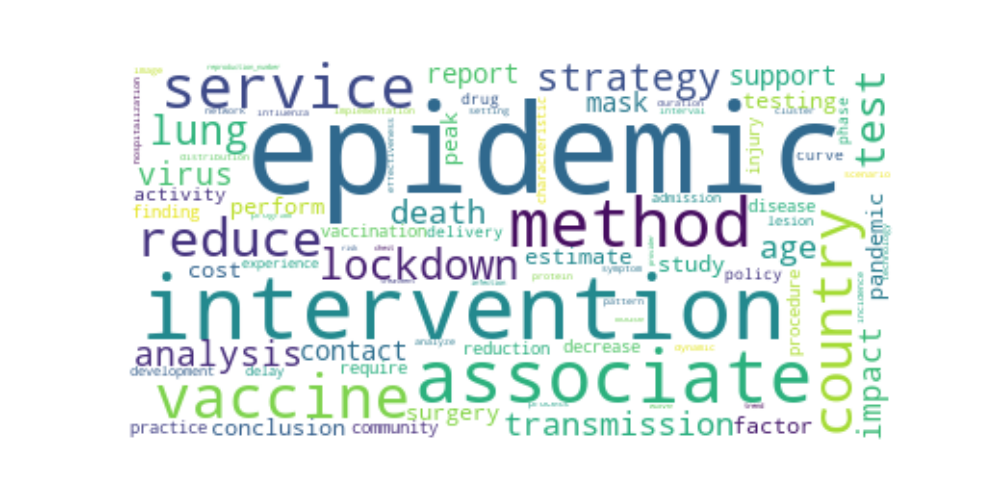 image
reproduction_number
hospitalization
service
report
strategy
support
test
network
influenza
implementation
drug
setting
mask
duration
interval
testing
cluster
phase
lung
epidemic
peak
effectiveness
characteristic
injury
curve
distribution
scenario
virus
activity
finding
perform
death
admission
disease
lesion
pandemic
technology
method
reduce
vaccination
delivery
age
country
cost
experience
risk
chest
lockdown
estimate
provider
study
symptom
policy
protein
intervention
infection
treatment
pattern
procedure
incidence
analysis
contact
analyze
reduction
decrease
dynamic
impact
development
delay
require
associate
vaccine
surgery
process
trend
practice
conclusion
community
transmission
factor